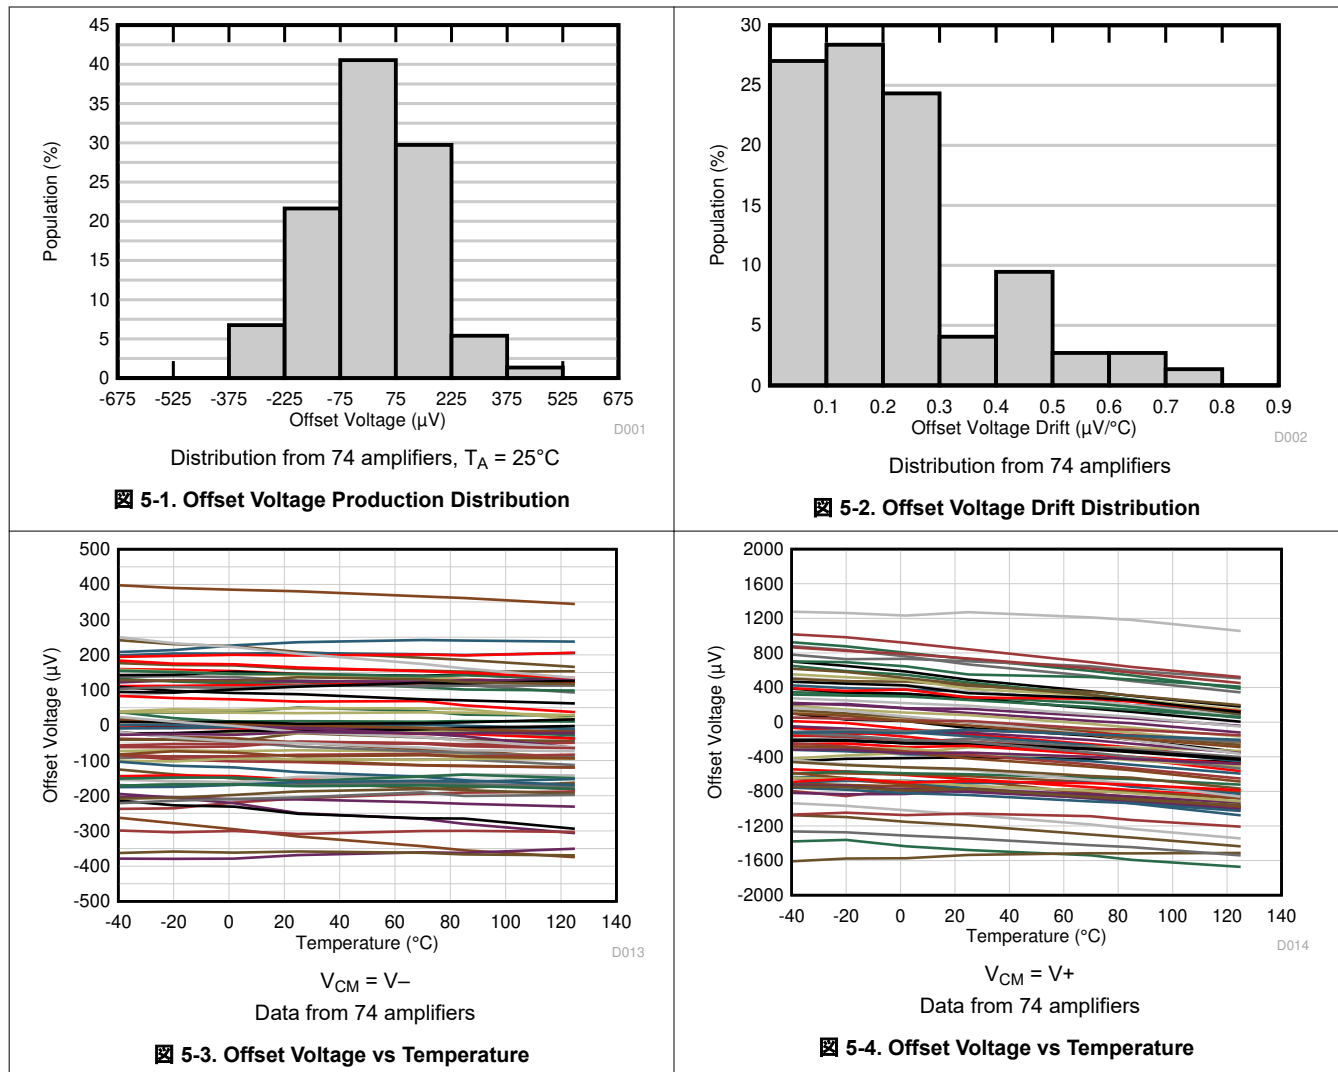 45
40
35
30
25
20
15
10
5
0
Population (%)
-675 -525 -375 -225 -75 75 225 375 525 675
Offset Voltage (µV)
D001
Distribution from 74 amplifiers, TA = 25°C
図 5-1. Offset Voltage Production Distribution
30
25
20
15
10
5
0
Population (%)
0.1 0.2 0.3 0.4 0.5 0.6 0.7 0.8 0.9
Offset Voltage Drift (µV/°C)
D002
Distribution from 74 amplifiers
図 5-2. Offset Voltage Drift Distribution
500
400
300
200
100
0
-100
-200
-300
-400
-500
Offset Voltage (µV)
-40 -20 0 20 40 60 80 100 120 140
Temperature (°C)
D013
VCM = V–
Data from 74 amplifiers
図 5-3. Offset Voltage vs Temperature
2000
1600
1200
800
400
0
-400
-800
-1200
-1600
-2000
Offset Voltage (µV)
-40 -20 0 20 40 60 80 100 120 140
Temperature (°C)
D014
VCM = V+
Data from 74 amplifiers
図 5-4. Offset Voltage vs Temperature